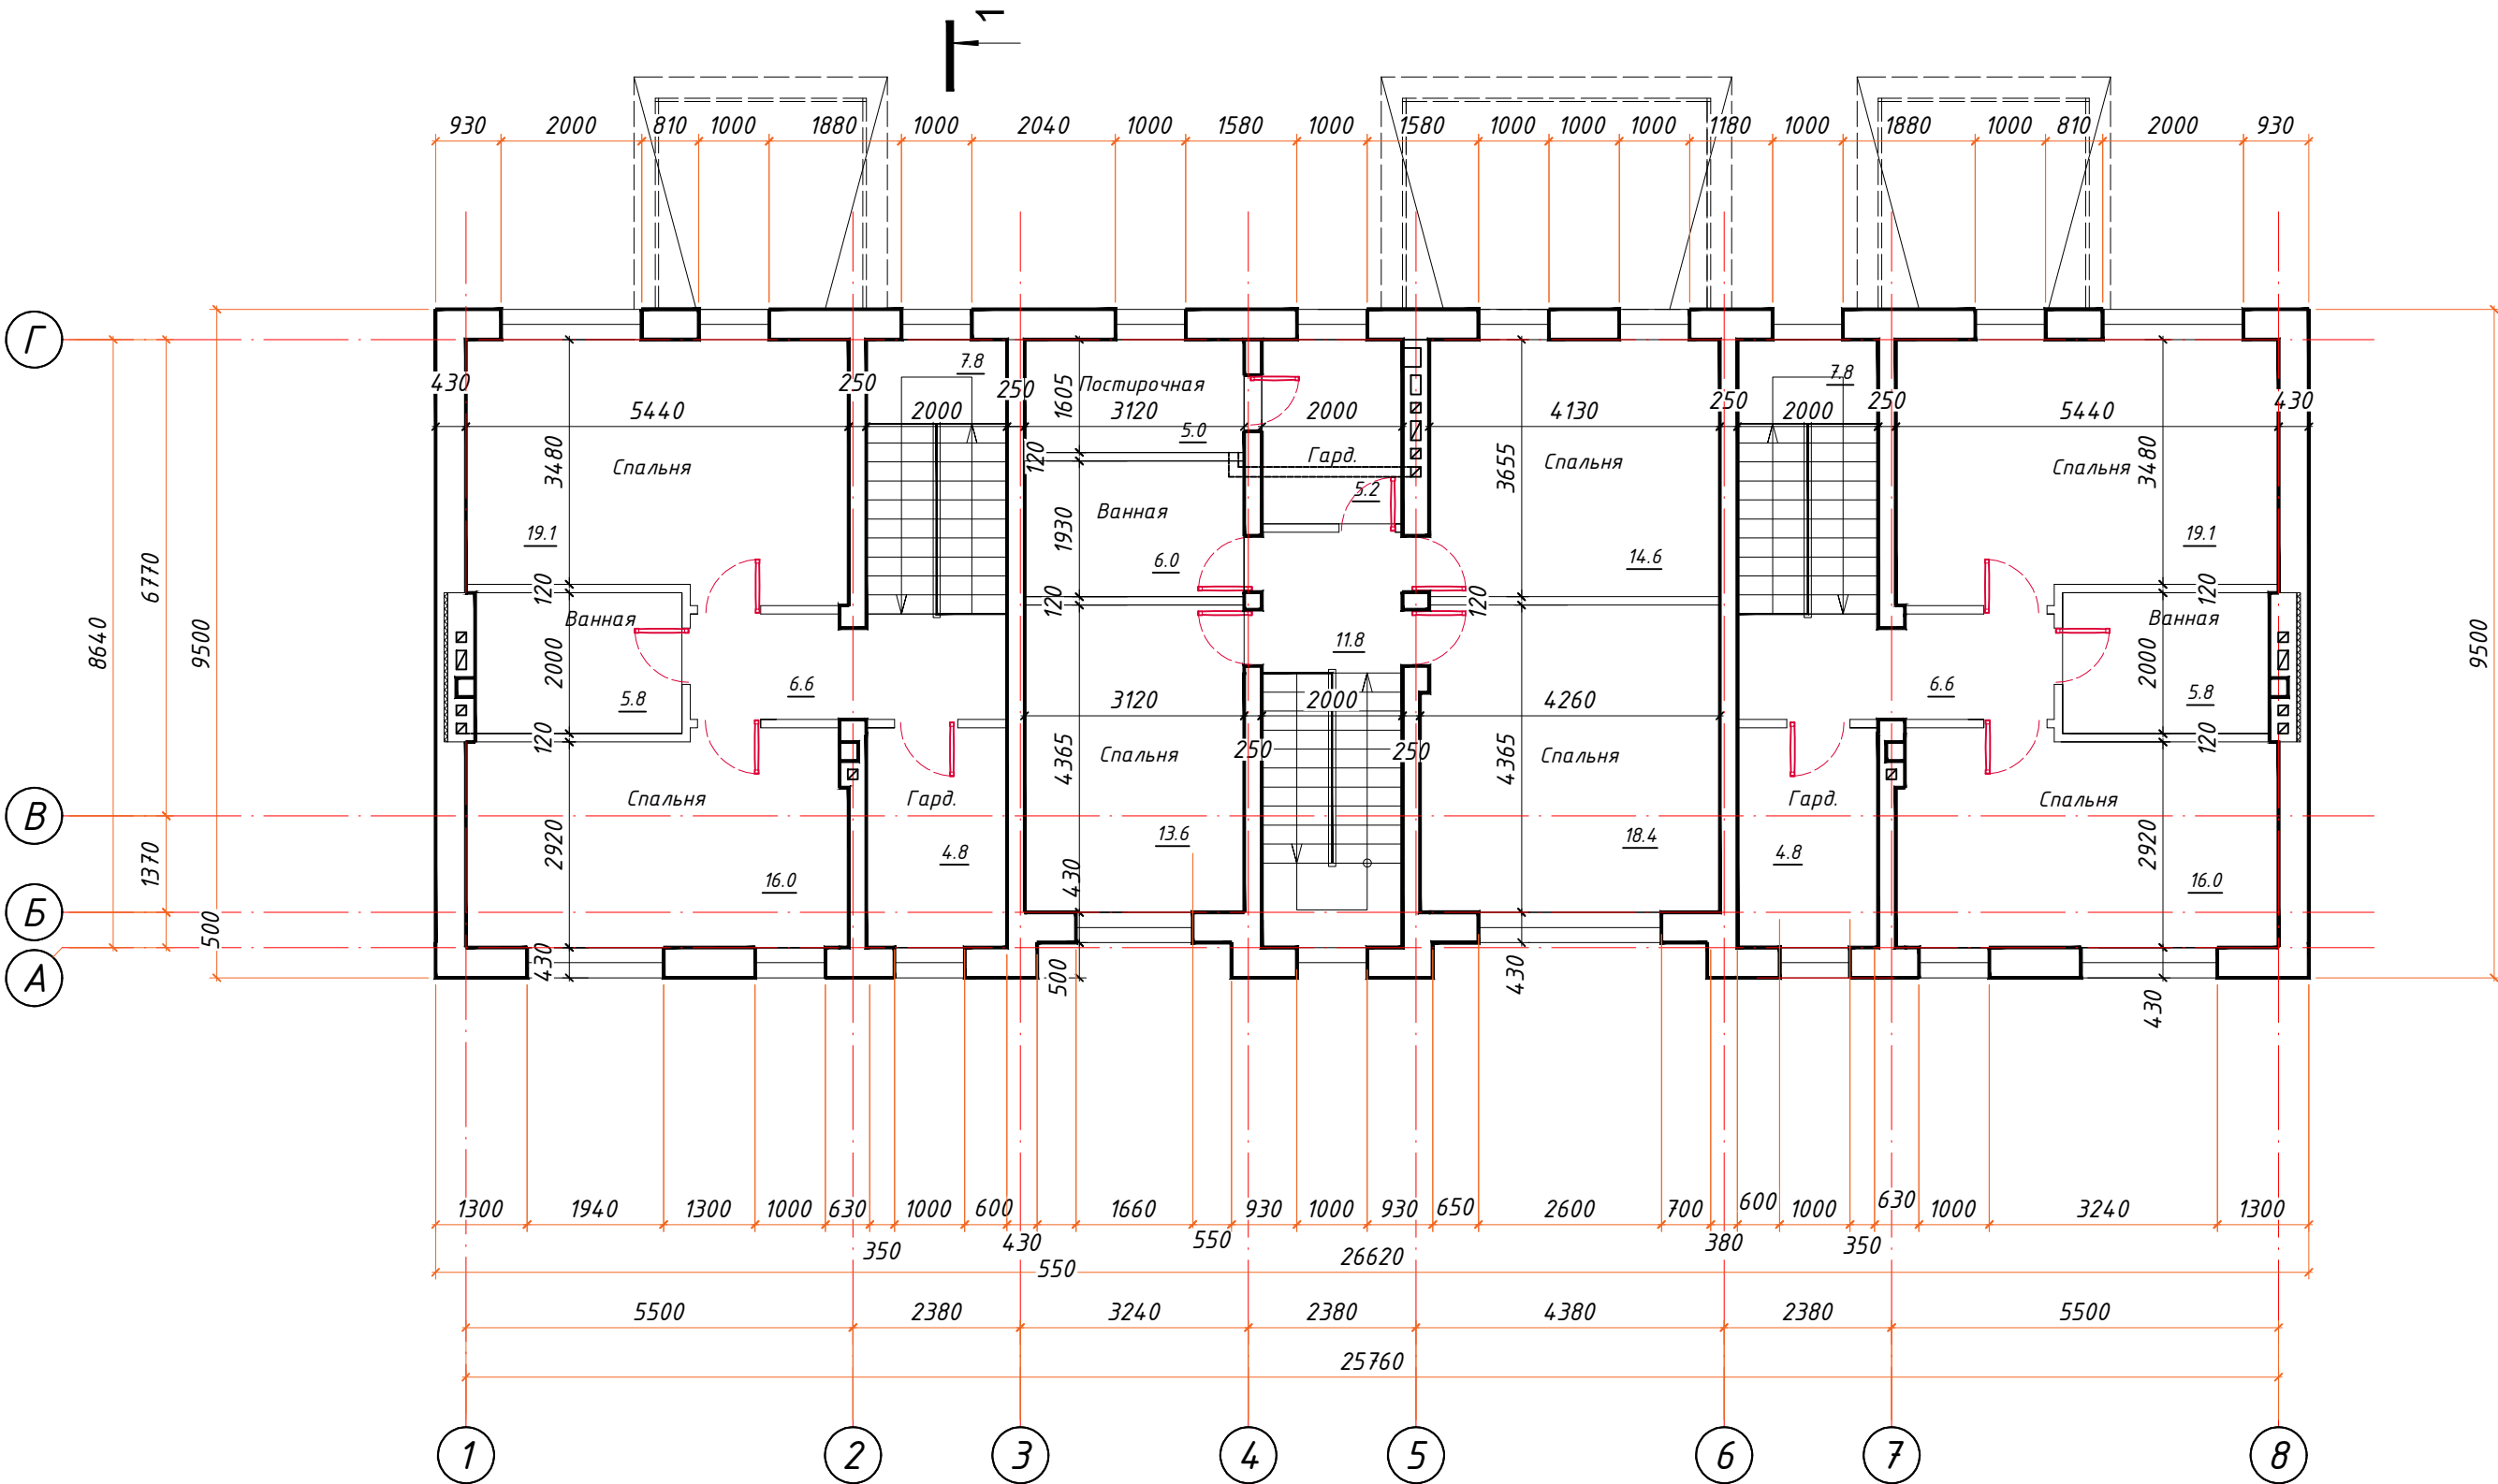 1
930 2000 810 1000 1880 1000 2040 1000 1580 1000 1580 1000 1000 1000 1180 1000 1880 1000 810 2000 930
Г
430 250 7.8 250 Постирочная 250 7.8 250 430
5440 2000 1605 3120 2000 4130 2000 5440
5.0
3480 Спальня 120 Гард. 3655 Спальня Спальня 3480
5.2
19.1 1930 Ванная 6.0 14.6 19.1
6770 120 Ванная 120 11.8 120 Ванная 120
8640 9500 9500
2000 5.8 6.6 6.6 2000 5.8
3120 2000 4260
120 4365 Спальня 250 250 4365 Спальня 120
Спальня Гард. Гард. Спальня
В
1370 2920 16.0 4.8 430 13.6 18.4 4.8 2920 16.0
Б
500 430 500 430 430
А
1300 1940 1300 1000 630 1000 600 1660 930 1000 930 650 2600 700 600 1000 630 1000 3240 1300
350 430 550 380 350
550 26620
5500 2380 3240 2380 4380 2380 5500
25760
1 2 3 4 5 6 7 8